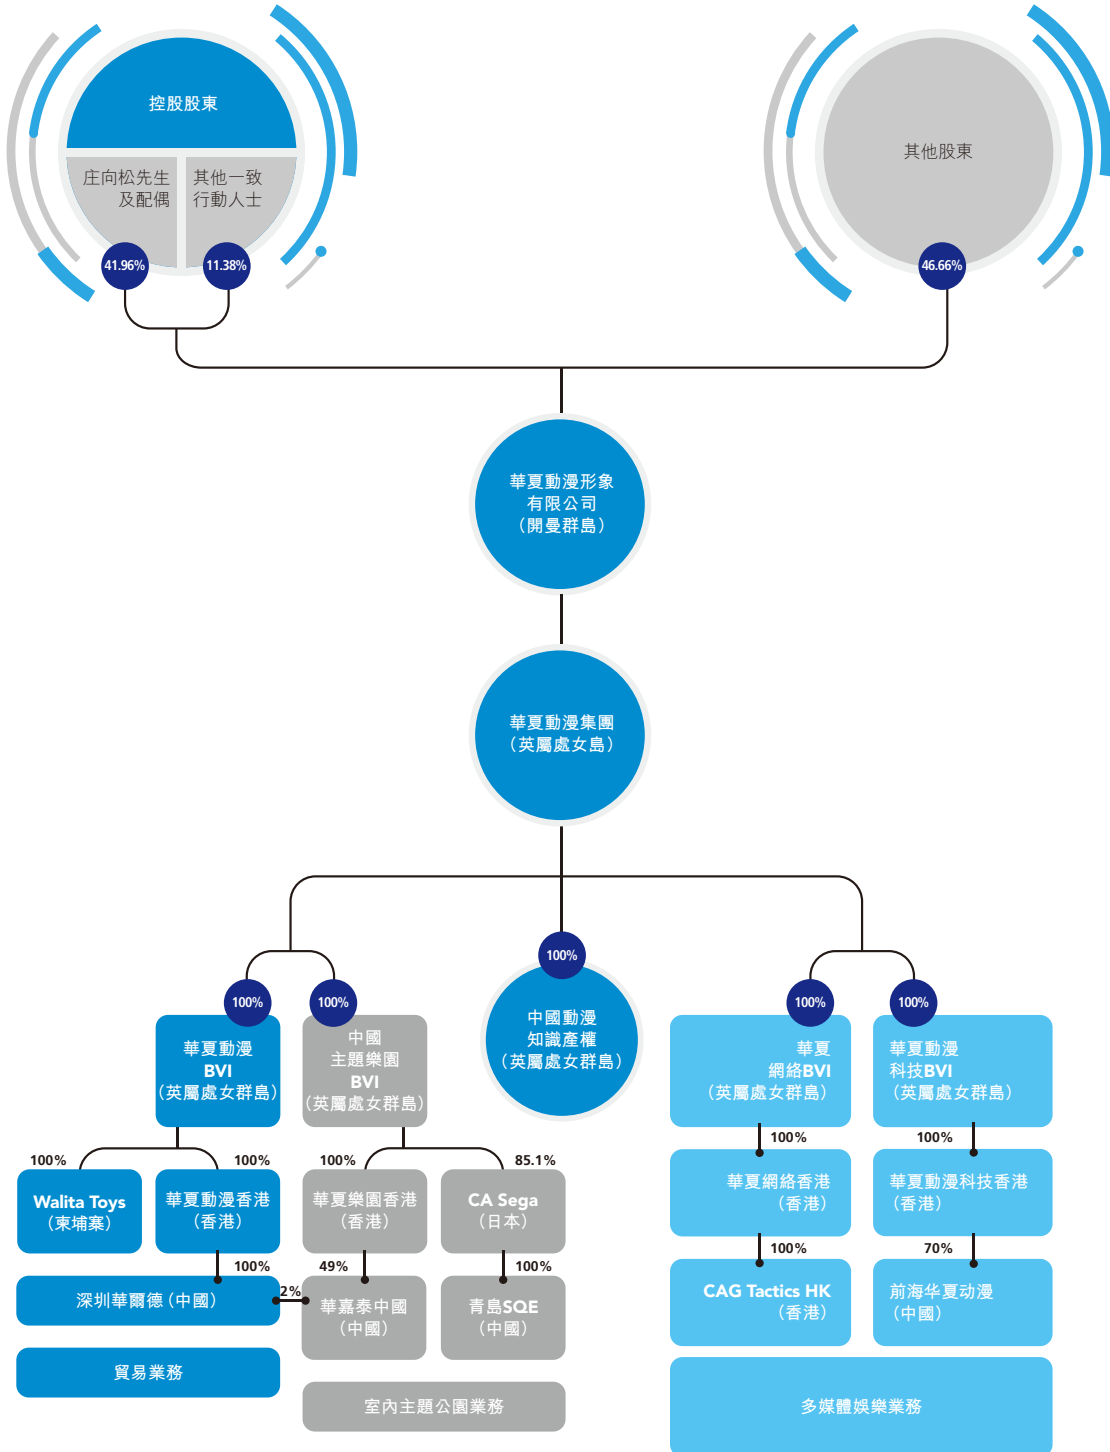 控股股東
庄向松先生
及配偶
其他一致
行動人士
41.96%
11.38%
其他股東
46.66%
華夏動漫形象
有限公司
（開曼群島）
華夏動漫集團
（英屬處女島）
100%
100%
100%
100%
100%
華夏動漫
BVI
（英屬處女群島）
中國
主題樂園
BVI
（英屬處女群島）
中國動漫
知識產權
（英屬處女群島）
華夏
網絡BVI
（英屬處女群島）
華夏動漫
科技BVI
（英屬處女群島）
100%
100%
100%
85.1%
100%
100%
Walita Toys
（柬埔寨）
華夏動漫香港
（香港）
華夏樂園香港
（香港）
CA Sega
（日本）
華夏網絡香港
（香港）
華夏動漫科技香港
（香港）
100%
49%
100%
100%
70%
深圳華爾德（中國）
2%
華嘉泰中國
（中國）
青島SQE
（中國）
CAG Tactics HK
（香港）
前海华夏动漫
（中國）
貿易業務
室內主題公園業務
多媒體娛樂業務